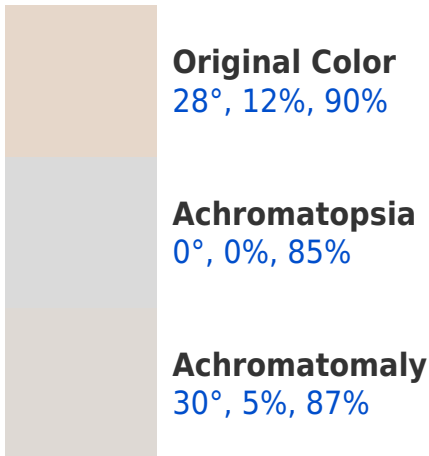 Original Color
28°, 12%, 90%
Achromatopsia
0°, 0%, 85%
Achromatomaly
30°, 5%, 87%